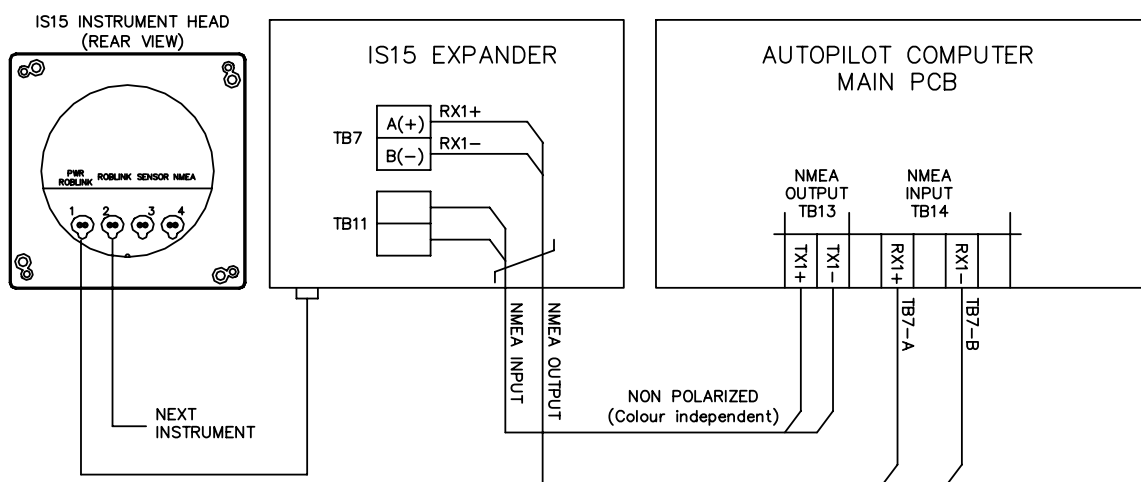 IS15 INSTRUMENT HEAD
(REAR VIEW)
PWR
ROBLINK
ROBLINK
SENSOR
NMEA
1
2
3
4
NEXT
INSTRUMENT
IS15 EXPANDER
TB7
A(+)
RX1+
B(-)
RX1-
TB11
NMEA INPUT
NMEA OUTPUT
NON POLARIZED
(Colour independent)
AUTOPILOT COMPUTER
MAIN PCB
NMEA
OUTPUT
TB13
NMEA
INPUT
TB14
TX1+
TX1-
RX1+
RX1-
TB7-A
TB7-B